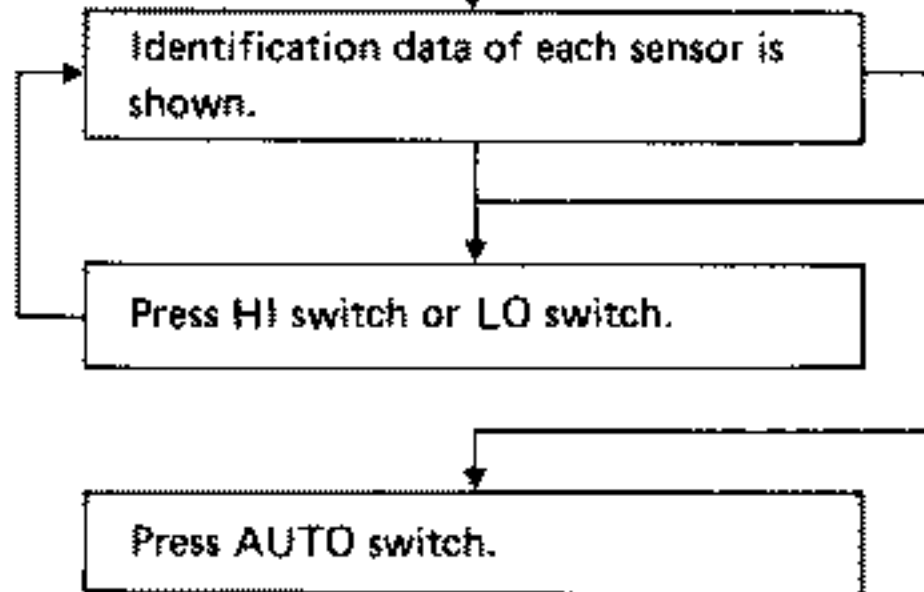 Identification data of each sensor is
shown.
Press HI switch or LO switch.
Press AUTO switch.